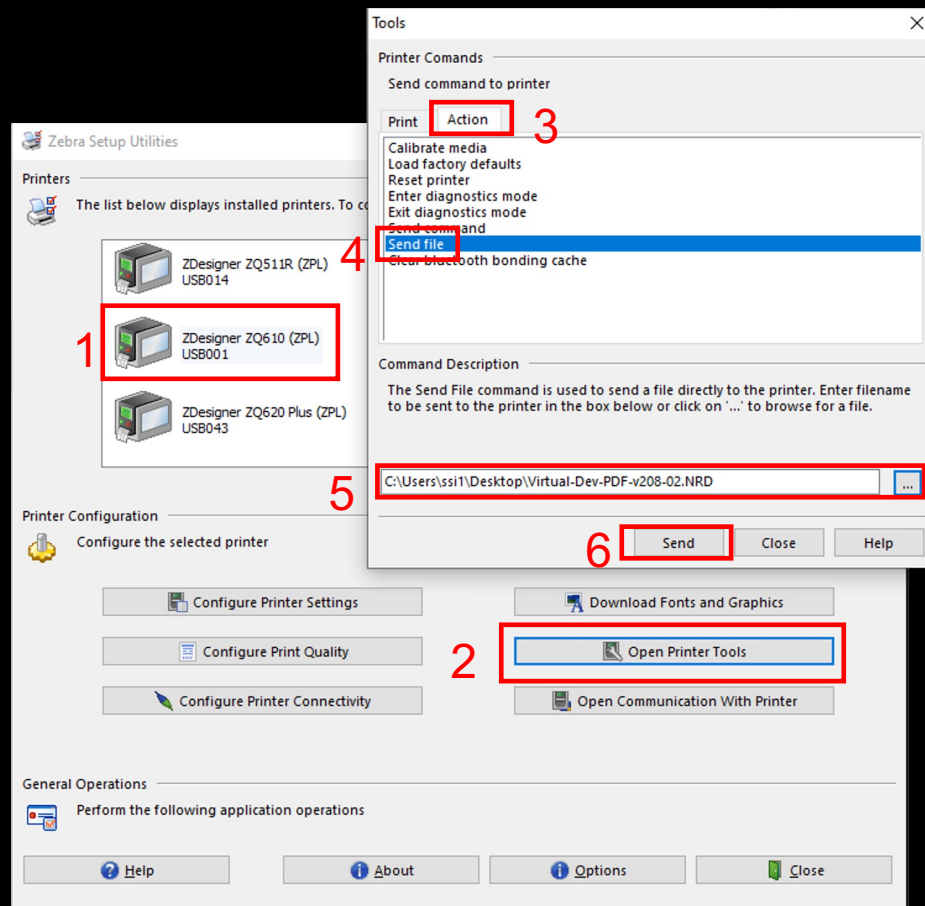 Tools
Printer Comands
Send command to printer
Print
Action
3
Calibrate media
Load factory defaults
Reset printer
Enter diagnostics mode
Exit diagnostics mode
Send command
4
Send file
Clear bluetooth bonding cache
Command Description
The Send File command is used to send a file directly to the printer. Enter filename
to be sent to the printer in the box below or click on '...' to browse for a file.
5
C:\Users\ssi1\Desktop\Virtual-Dev-PDF-v208-02.NRD
...
6
Send
Close
Help
Zebra Setup Utilities
Printers
The list below displays installed printers. To
ZDesigner ZQ511R (ZPL)
USB014
1
ZDesigner ZQ610 (ZPL)
USB001
ZDesigner ZQ620 Plus (ZPL)
USB043
Printer Configuration
Configure the selected printer
Configure Printer Settings
Download Fonts and Graphics
Configure Print Quality
2
Open Printer Tools
Configure Printer Connectivity
Open Communication With Printer
General Operations
Perform the following application operations
Help
About
Options
Close